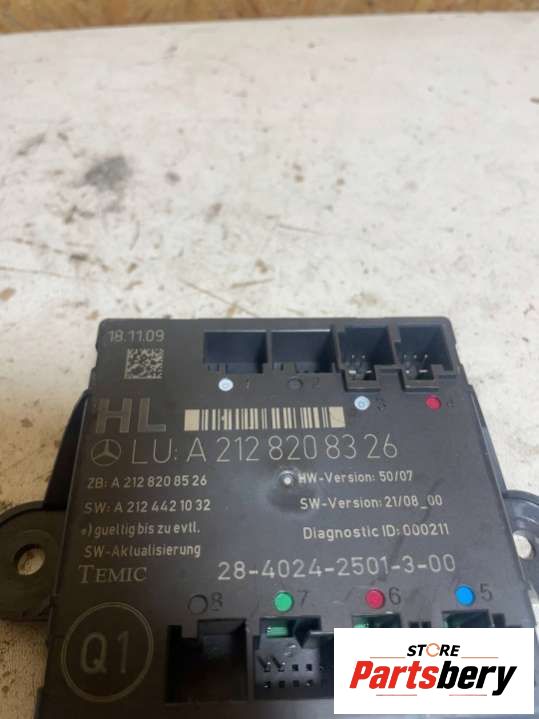 18.11.09
1 2 3 4
HL
LU: A 212 820 83 26
ZB: A 212 820 85 26
HW-Version: 50/07
SW: A 212 442 10 32
SW-Version: 21/08_00
*) gueltig bis zu evtl.
Diagnostic ID: 000211
SW-Aktualisierung
TEMIC
28-4024-2501-3-00
8 7 6 5
Q1
1 2
STORE
Partsbery